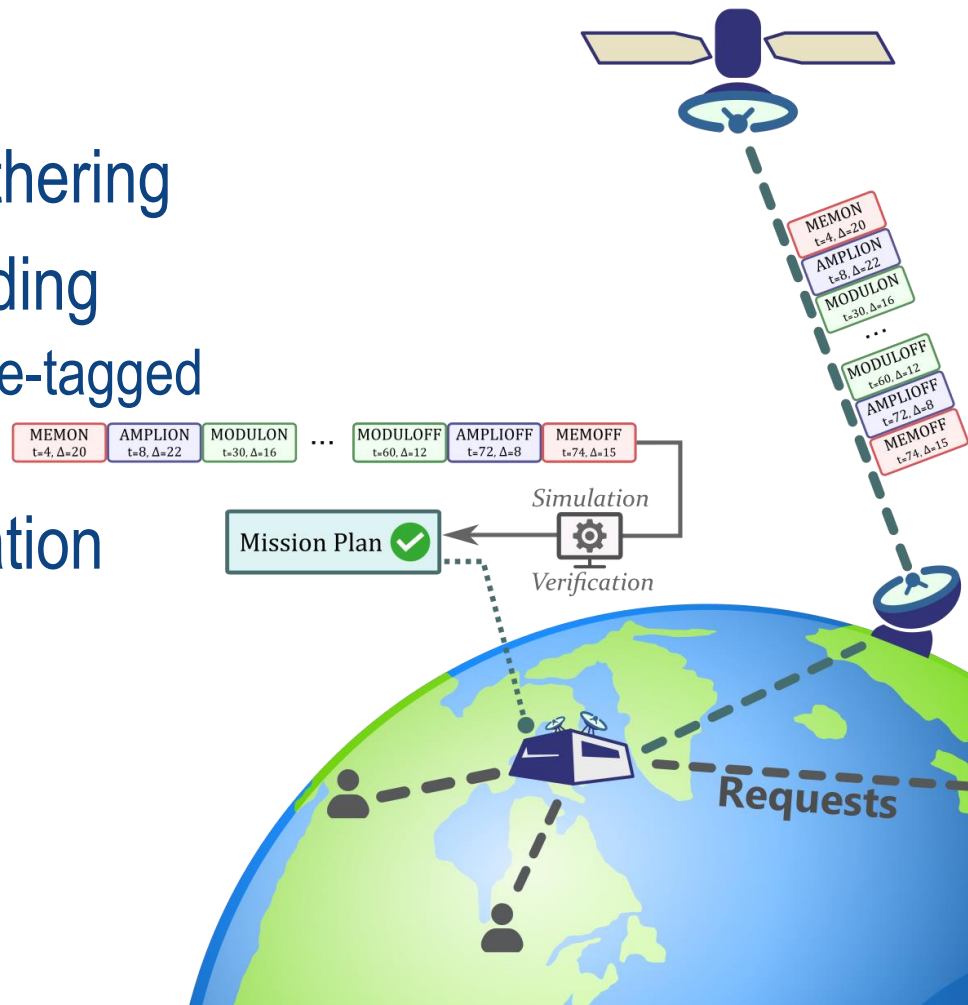 thering
ding
e-tagged
MEMON AMPLION MODULON ... MODULOFF AMPLIOFF MEMOFF
t=4, Δ=20 t=8, Δ=22 t=30, Δ=16 t=60, Δ=12 t=72, Δ=8 t=74, Δ=15
ation
Mission Plan
Simulation
Verification
MEMON
t=4, Δ=20
AMPLION
t=8, Δ=22
MODULON
t=30, Δ=16
...
MODULOFF
t=60, Δ=12
AMPLIOFF
t=72, Δ=8
MEMOFF
t=74, Δ=15
Requests